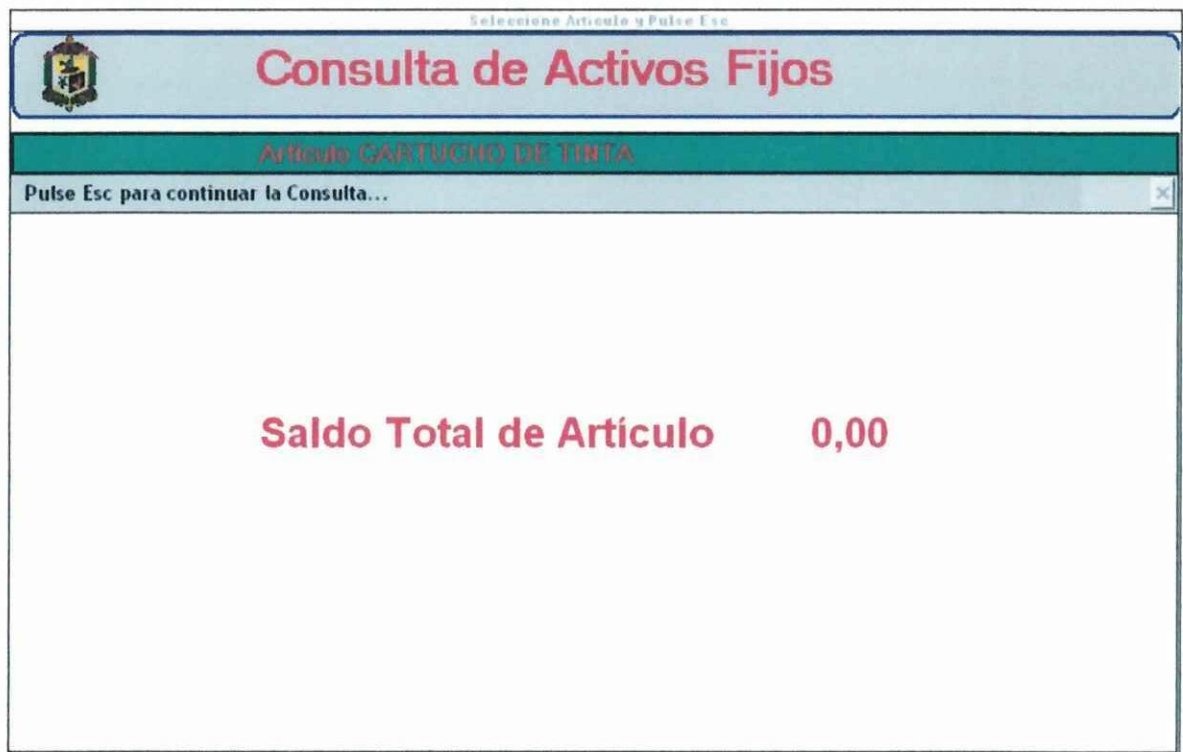 Seleccione Articulo y Pulse Esc
Consulta de Activos Fijos
Artículo CARTUCHO DE TINTA
Pulse Esc para continuar la Consulta...
Saldo Total de Artículo 0,00